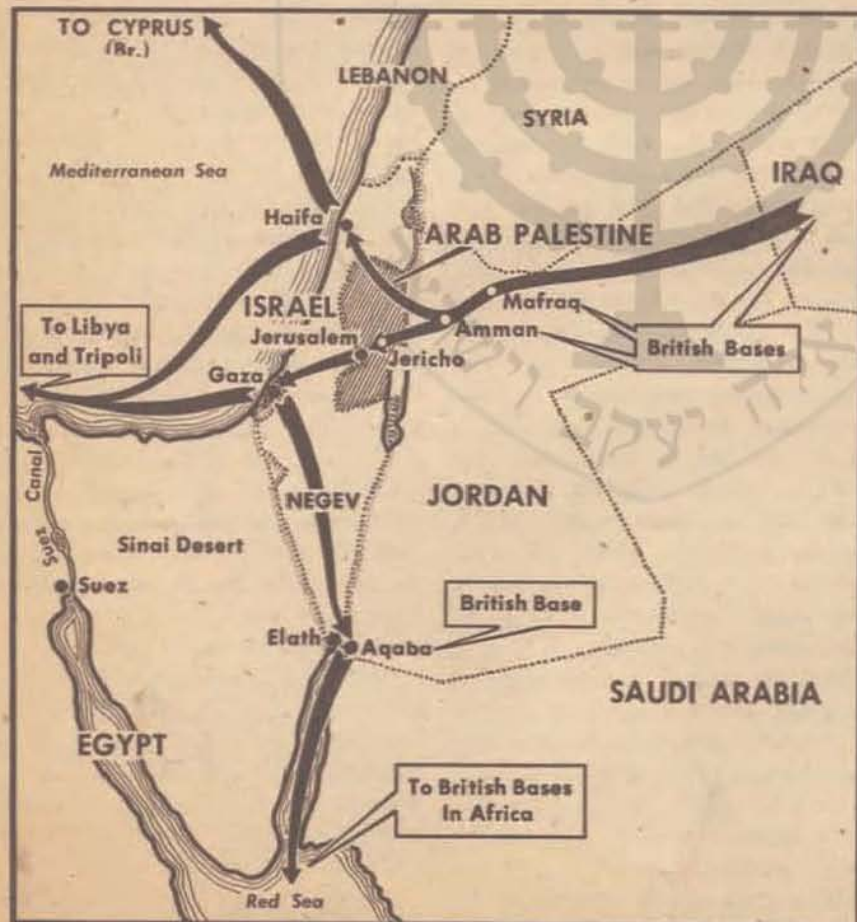 TO CYPRUS
(Br.)
LEBANON
SYRIA
Mediterranean Sea
IRAQ
Haifa
ARAB PALESTINE
Mafraq
ISRAEL
To Libya
and Tripoli
Jerusalem
Amman
British Bases
Jericho
Gaza
NEGEV
JORDAN
Suez Canal
Sinai Desert
Suez
British Base
Elath
Aqaba
SAUDI ARABIA
EGYPT
To British Bases
In Africa
Red Sea
יעקב